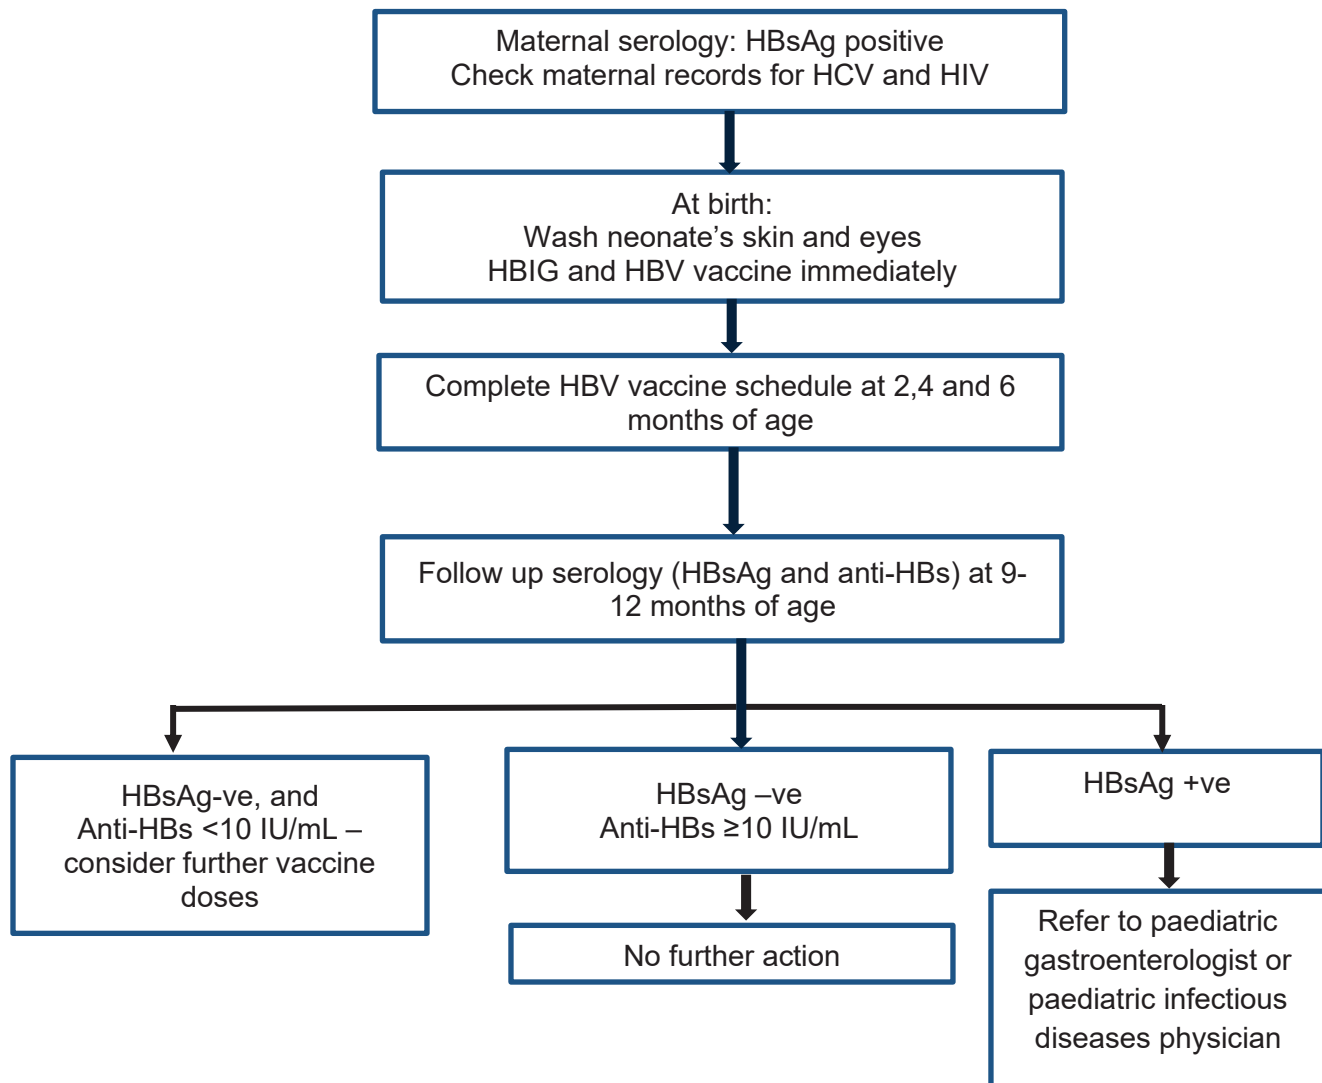 Maternal serology: HBsAg positive
Check maternal records for HCV and HIV
At birth:
Wash neonate’s skin and eyes
HBIG and HBV vaccine immediately
Complete HBV vaccine schedule at 2,4 and 6
months of age
Follow up serology (HBsAg and anti-HBs) at 9-
12 months of age
HBsAg-ve, and
Anti-HBs <10 IU/mL –
consider further vaccine
doses
HBsAg –ve
Anti-HBs ≥10 IU/mL
No further action
HBsAg +ve
Refer to paediatric
gastroenterologist or
paediatric infectious
diseases physician